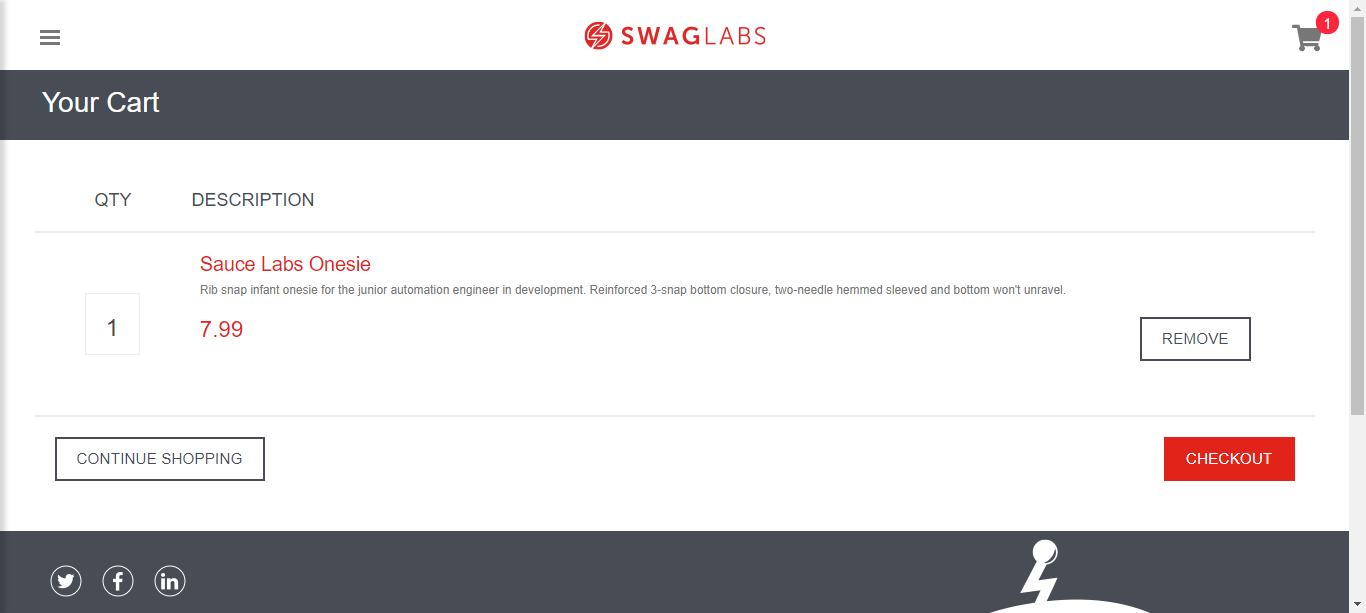 SWAGLABS
1
Your Cart
QTY DESCRIPTION
Sauce Labs Onesie
Rib snap infant onesie for the junior automation engineer in development. Reinforced 3-snap bottom closure, two-needle hemmed sleeved and bottom won't unravel.
1
7.99
REMOVE
CONTINUE SHOPPING
CHECKOUT